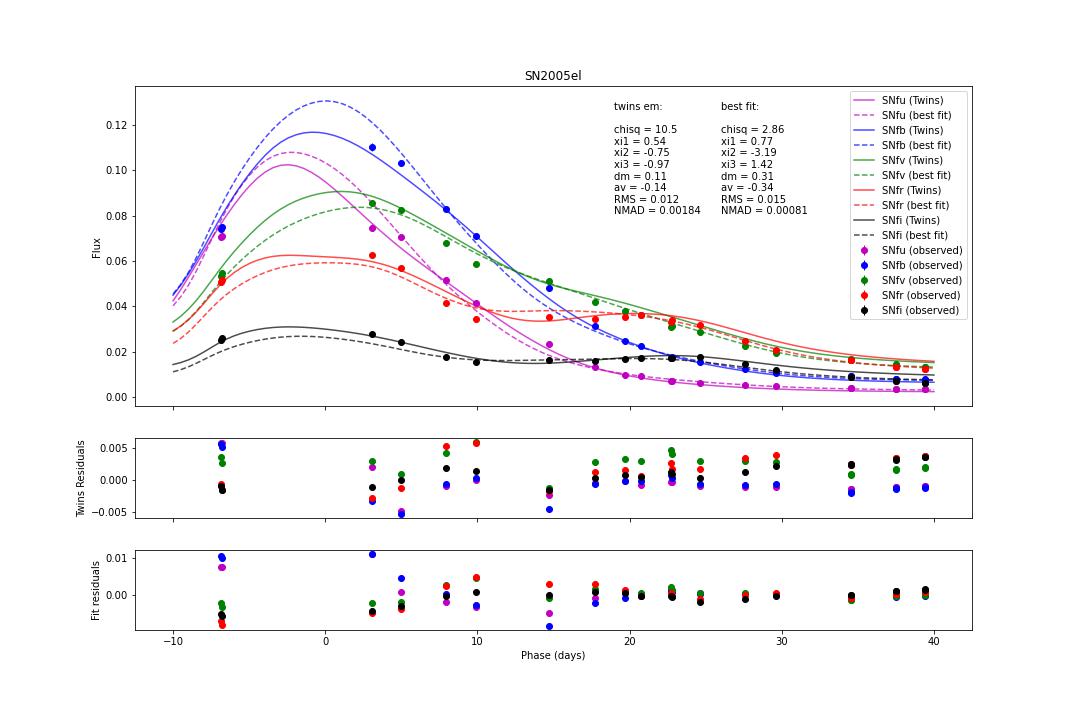 SN2005el
twins em: best fit:
chisq = 10.5 chisq = 2.86
xi1 = 0.54 xi1 = 0.77
xi2 = -0.75 xi2 = -3.19
xi3 = -0.97 xi3 = 1.42
dm = 0.11 dm = 0.31
av = -0.14 av = -0.34
RMS = 0.012 RMS = 0.015
NMAD = 0.00184 NMAD = 0.00081
SNfu (Twins)
SNfu (best fit)
SNfb (Twins)
SNfb (best fit)
SNfv (Twins)
SNfv (best fit)
SNfr (Twins)
SNfr (best fit)
SNfi (Twins)
SNfi (best fit)
SNfu (observed)
SNfb (observed)
SNfv (observed)
SNfr (observed)
SNfi (observed)
Flux
0.12
0.10
0.08
0.06
0.04
0.02
0.00
Twins Residuals
0.005
0.000
−0.005
Fit residuals
0.01
0.00
−10 0 10 20 30 40
Phase (days)